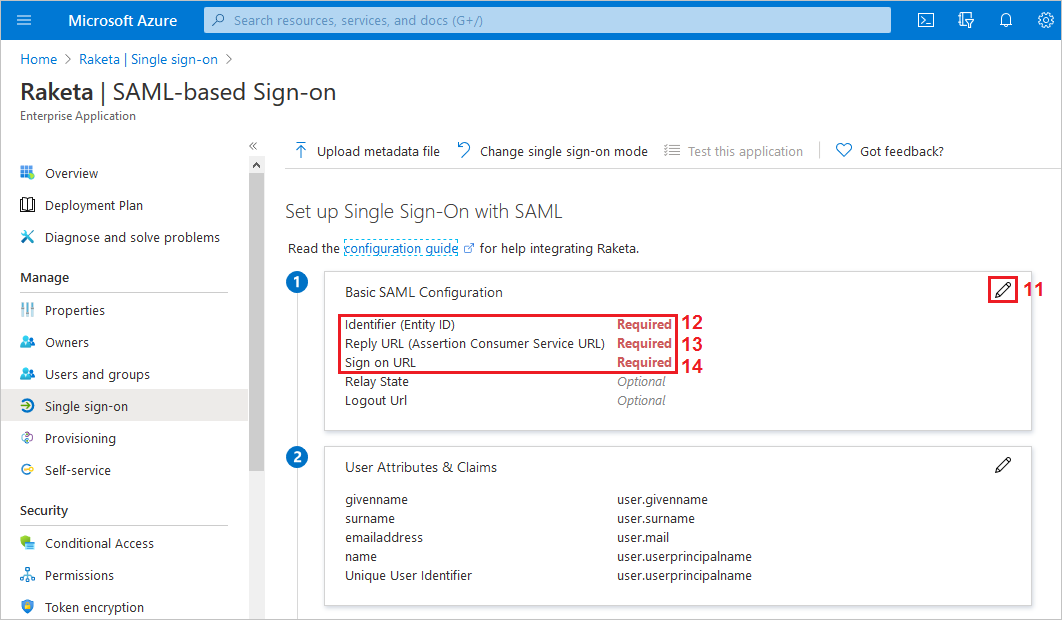 Microsoft Azure
Search resources, services, and docs (G+/)
Home > Raketa | Single sign-on >
Raketa | SAML-based Sign-on
Enterprise Application
«
Overview
Deployment Plan
Diagnose and solve problems
Manage
Properties
Owners
Users and groups
Single sign-on
Provisioning
Self-service
Security
Conditional Access
Permissions
Token encryption
Upload metadata file Change single sign-on mode Test this application Got feedback?
Set up Single Sign-On with SAML
Read the configuration guide for help integrating Raketa.
1
Basic SAML Configuration 11
Identifier (Entity ID) Required 12
Reply URL (Assertion Consumer Service URL) Required 13
Sign on URL Required 14
Relay State Optional
Logout Url Optional
2
User Attributes & Claims
givenname user.givenname
surname user.surname
emailaddress user.mail
name user.userprincipalname
Unique User Identifier user.userprincipalname